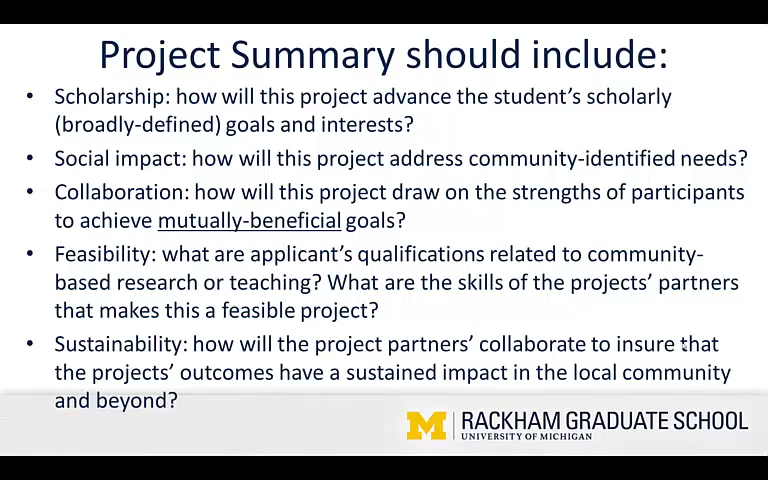 Project Summary should include:
• Scholarship: how will this project advance the student's scholarly
(broadly-defined) goals and interests?
• Social impact: how will this project address community-identified needs?
• Collaboration: how will this project draw on the strengths of participants
to achieve mutually-beneficial goals?
• Feasibility: what are applicant's qualifications related to community-
based research or teaching? What are the skills of the projects' partners
that makes this a feasible project?
• Sustainability: how will the project partners' collaborate to insure that
the projects' outcomes have a sustained impact in the local community
and beyond?
M RACKHAM GRADUATE SCHOOL
UNIVERSITY OF MICHIGAN